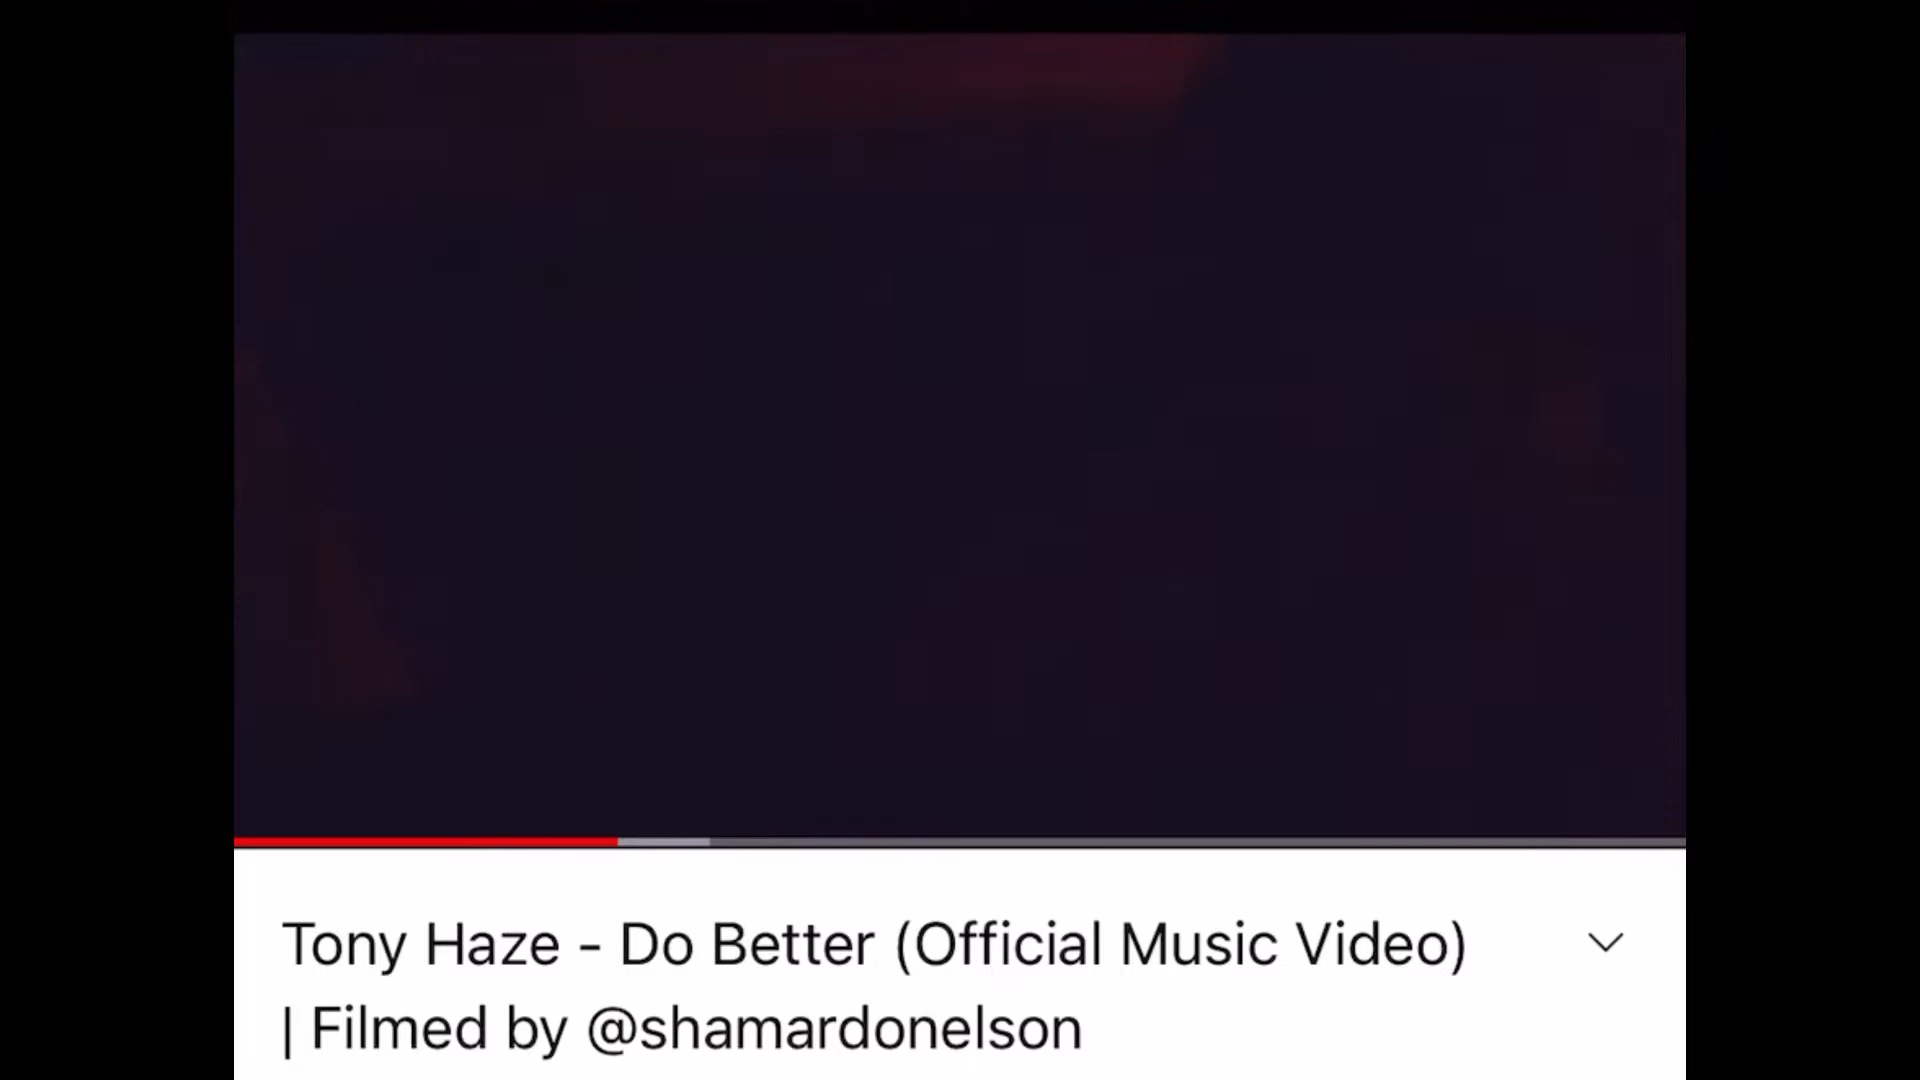 Tony Haze - Do Better (Official Music Video)
| Filmed by @shamardonelson